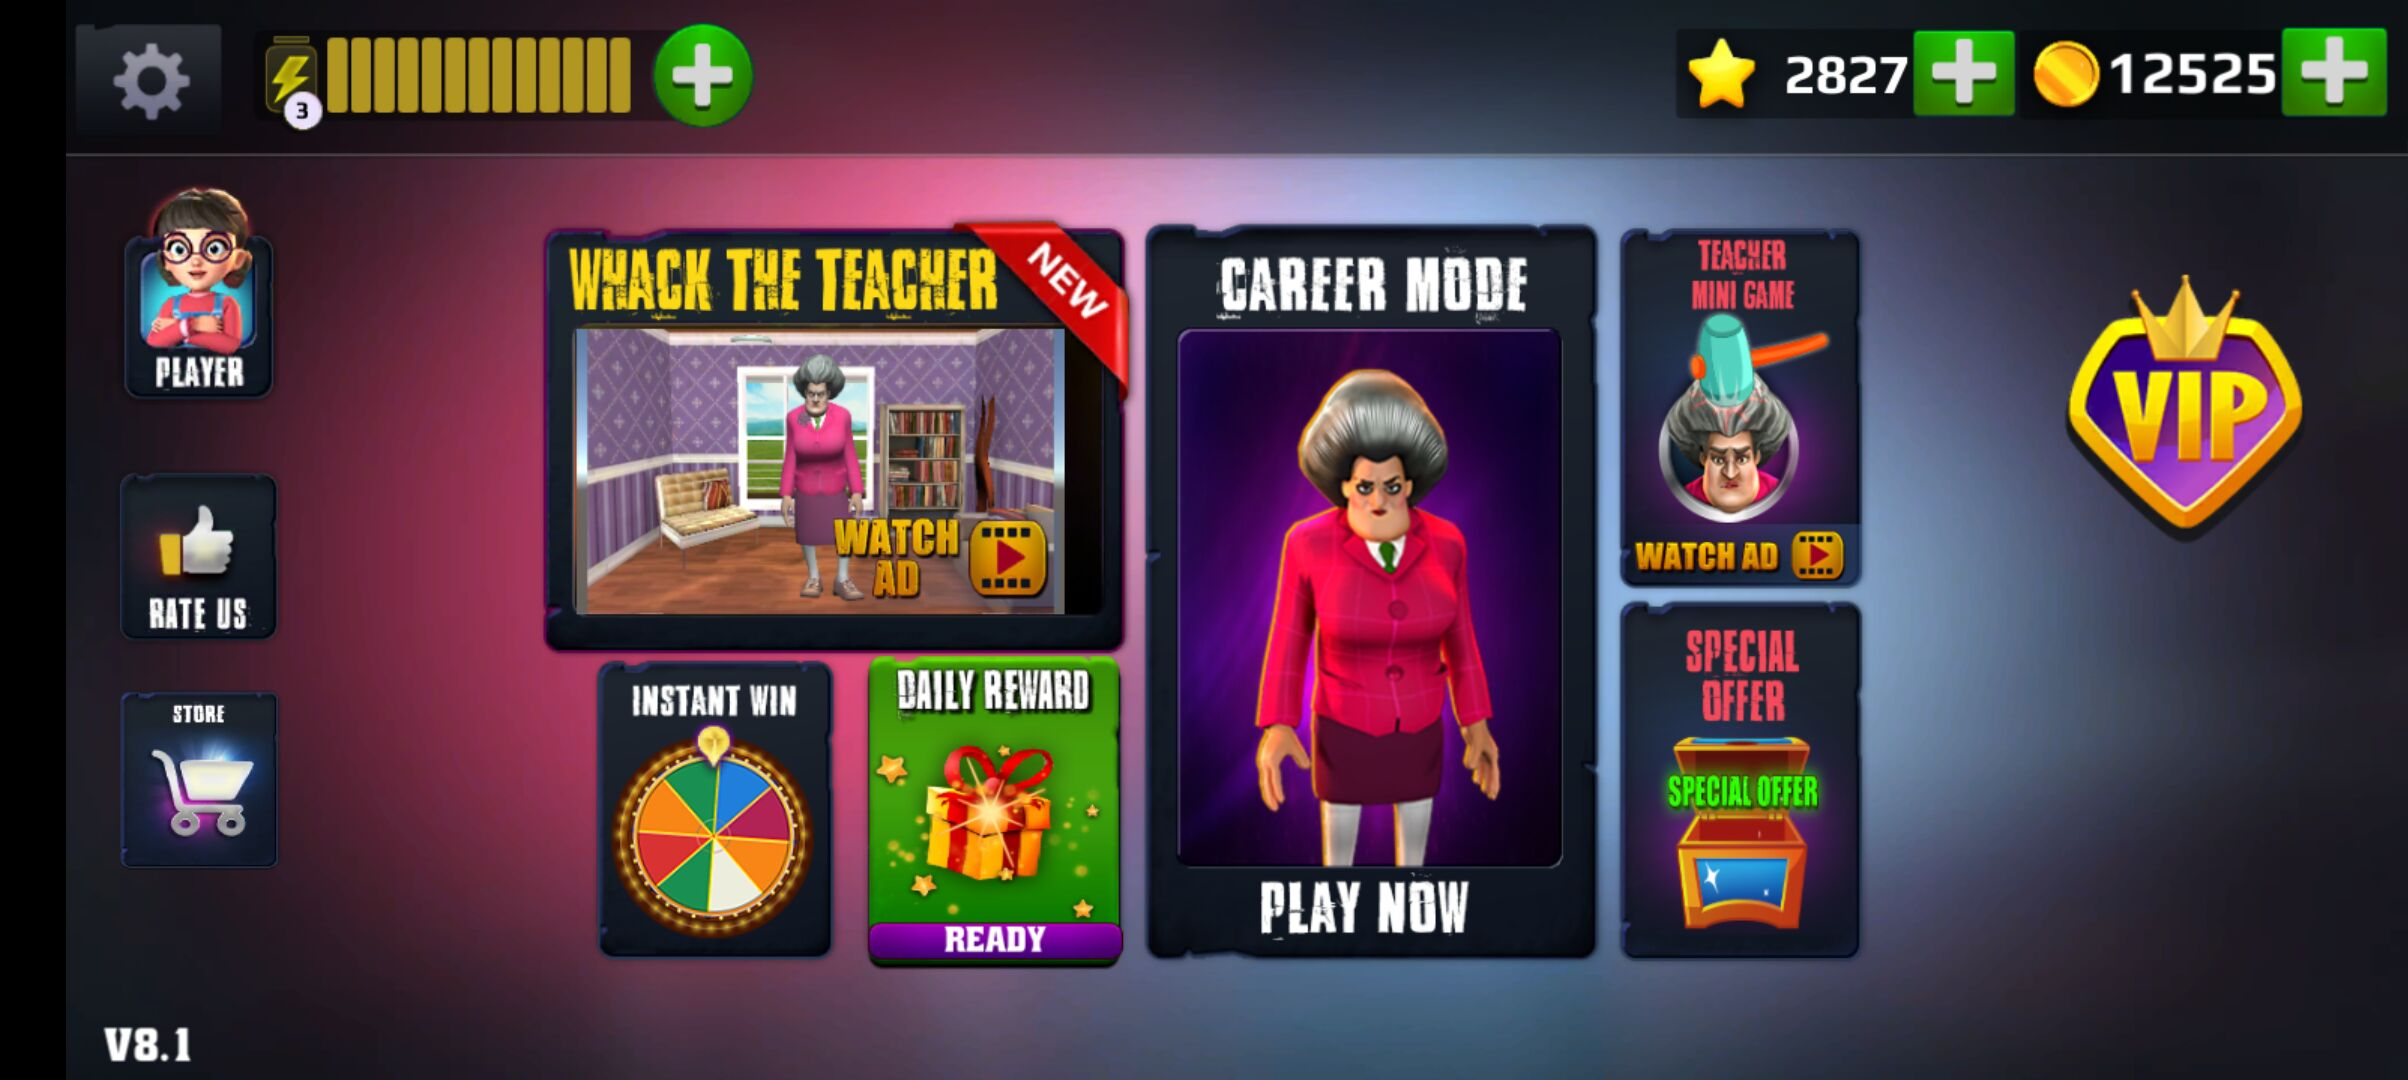 3
2827
12525
PLAYER
RATE US
STORE
WHACK THE TEACHER
NEW
WATCH
AD
INSTANT WIN
DAILY REWARD
READY
CAREER MODE
PLAY NOW
TEACHER
MINI GAME
WATCH AD
SPECIAL
OFFER
SPECIAL OFFER
VIP
V8.1